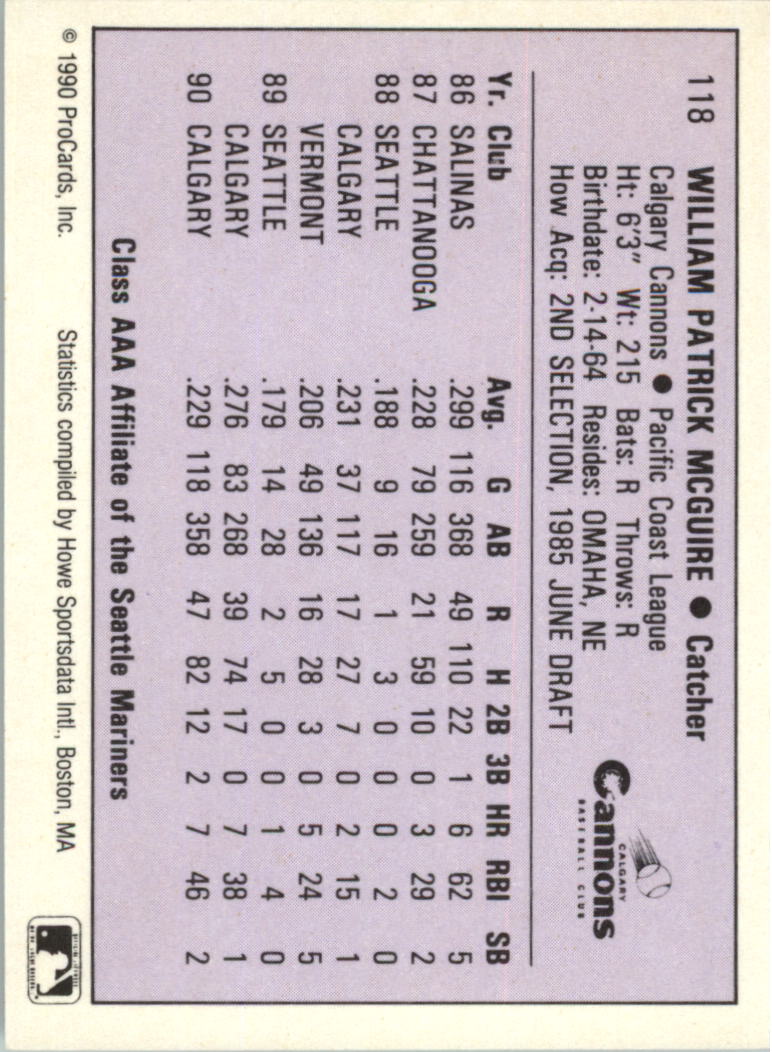 118 WILLIAM PATRICK MCGUIRE ● Catcher
Calgary Cannons ● Pacific Coast League
Ht: 6'3" Wt: 215 Bats: R Throws: R
Birthdate: 2-14-64 Resides: OMAHA, NE
How Acq: 2ND SELECTION, 1985 JUNE DRAFT
CALGARY
Cannons
BASEBALL CLUB
Yr. Club Avg. G AB R H 2B 3B HR RBI SB
86 SALINAS .299 116 368 49 110 22 1 6 62 5
87 CHATTANOOGA .228 79 259 21 59 10 0 3 29 2
88 SEATTLE .188 9 16 1 3 0 0 0 2 0
CALGARY .231 37 117 17 27 7 0 2 15 1
VERMONT .206 49 136 16 28 3 0 5 24 5
89 SEATTLE .179 14 28 2 5 0 0 1 4 0
CALGARY .276 83 268 39 74 17 0 7 38 1
90 CALGARY .229 118 358 47 82 12 2 7 46 2
Class AAA Affiliate of the Seattle Mariners
© 1990 ProCards, Inc. Statistics compiled by Howe Sportsdata Intl., Boston, MA